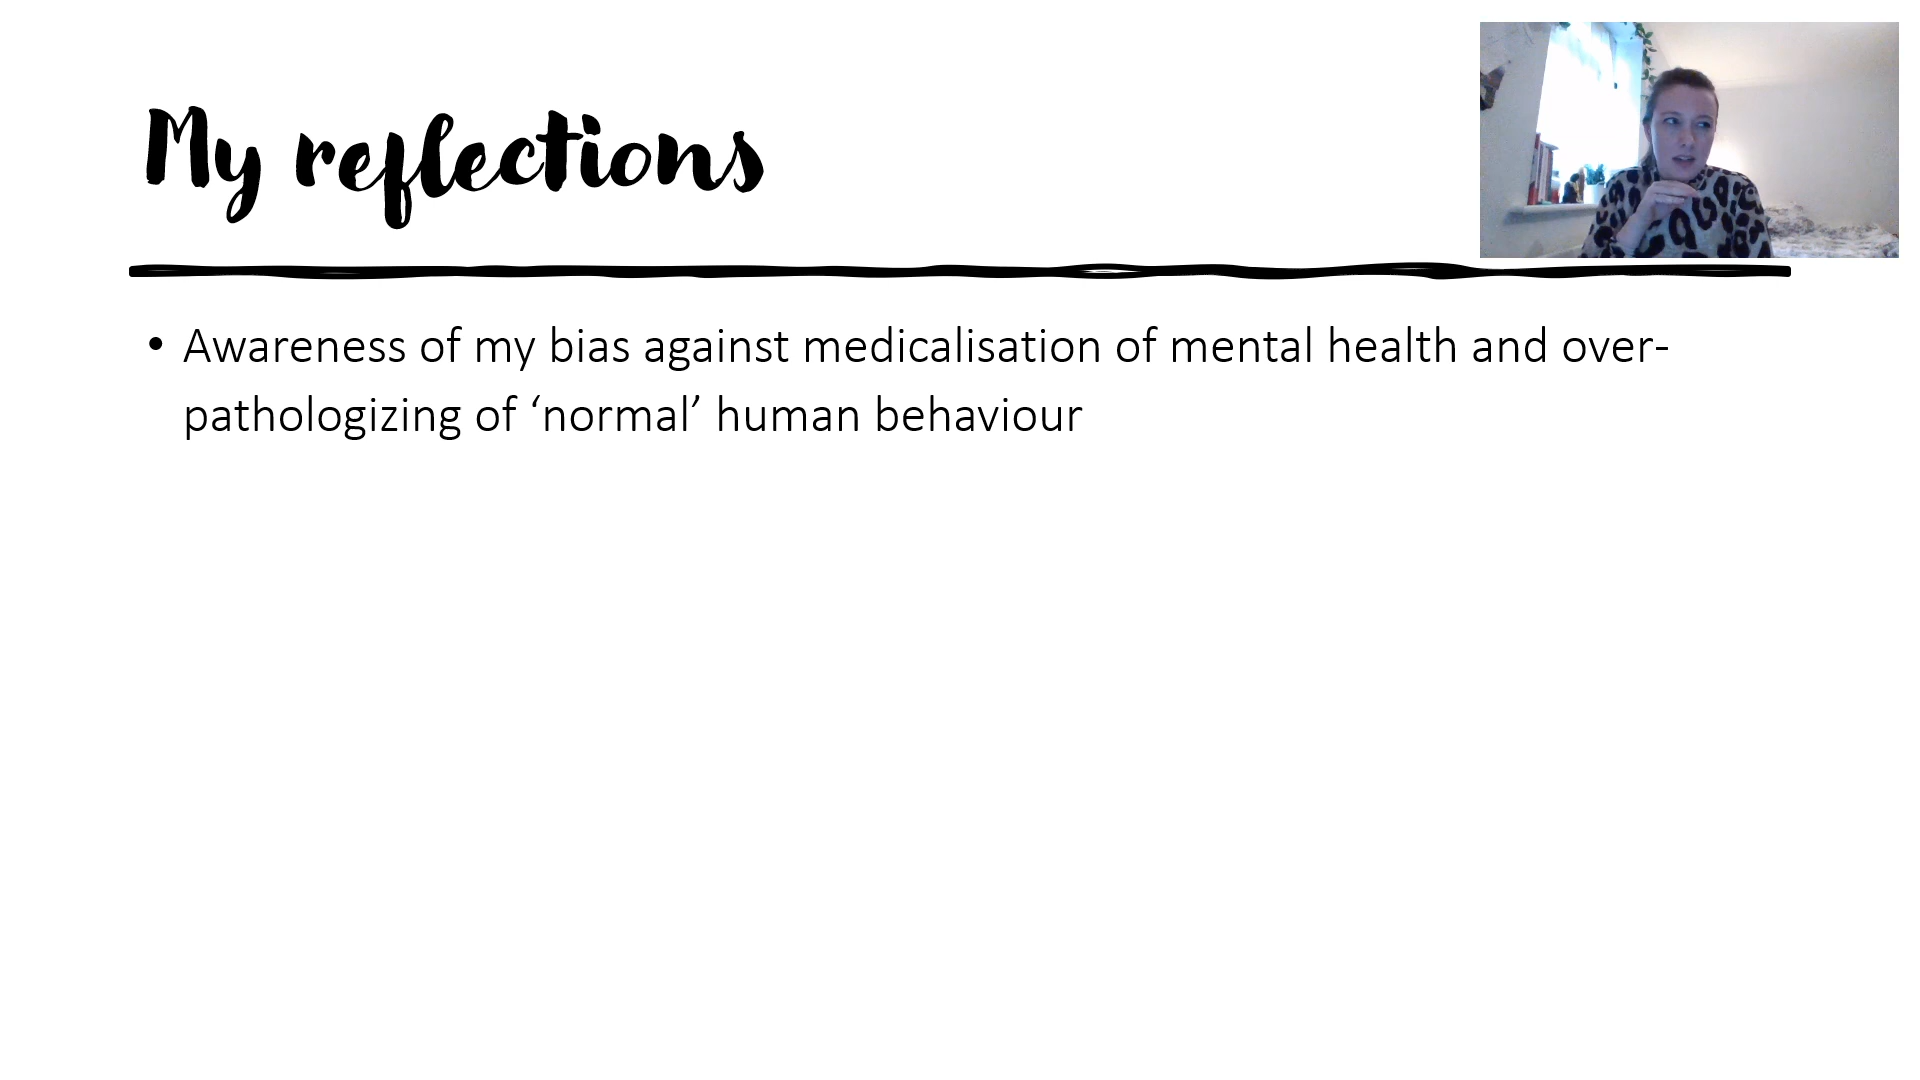 My reflections
• Awareness of my bias against medicalisation of mental health and over-
pathologizing of ‘normal’ human behaviour